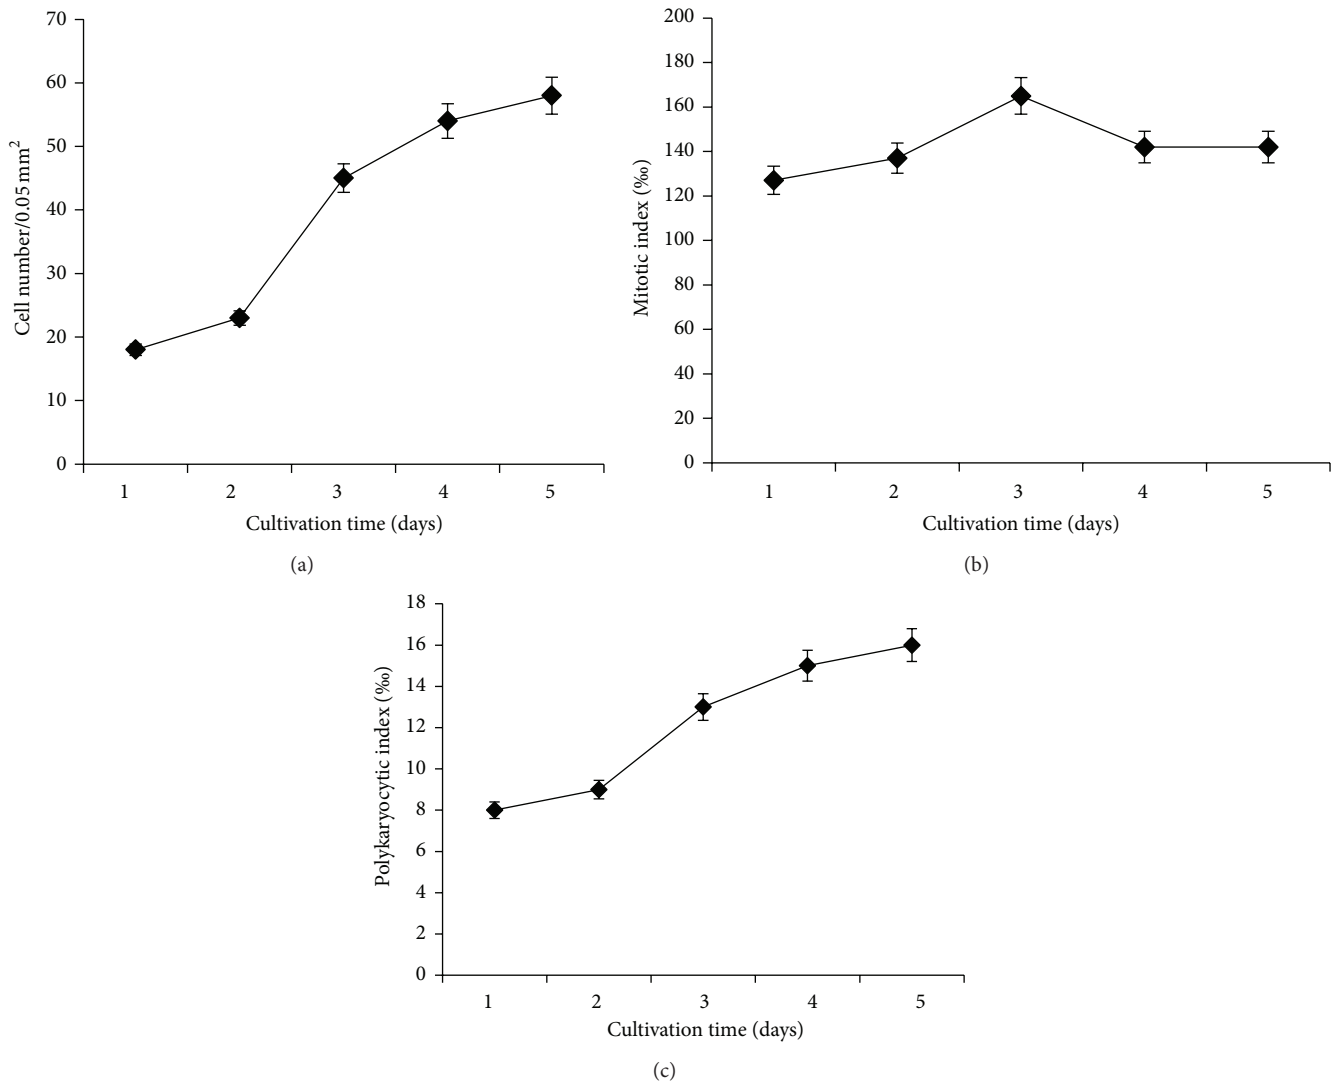 70
60
50
40
30
20
10
0
Cell number/0.05 mm²
1 2 3 4 5
Cultivation time (days)
(a)
200
180
160
140
120
100
80
60
40
20
0
Mitotic index (‰)
1 2 3 4 5
Cultivation time (days)
(b)
18
16
14
12
10
8
6
4
2
0
Polykaryocytic index (‰)
1 2 3 4 5
Cultivation time (days)
(c)